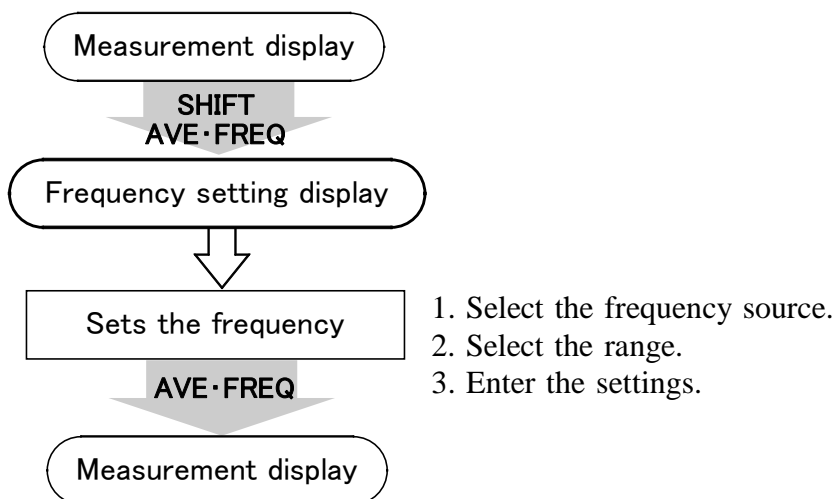 Measurement display
SHIFT
AVE·FREQ
Frequency setting display
Sets the frequency
1. Select the frequency source.
2. Select the range.
3. Enter the settings.
AVE·FREQ
Measurement display